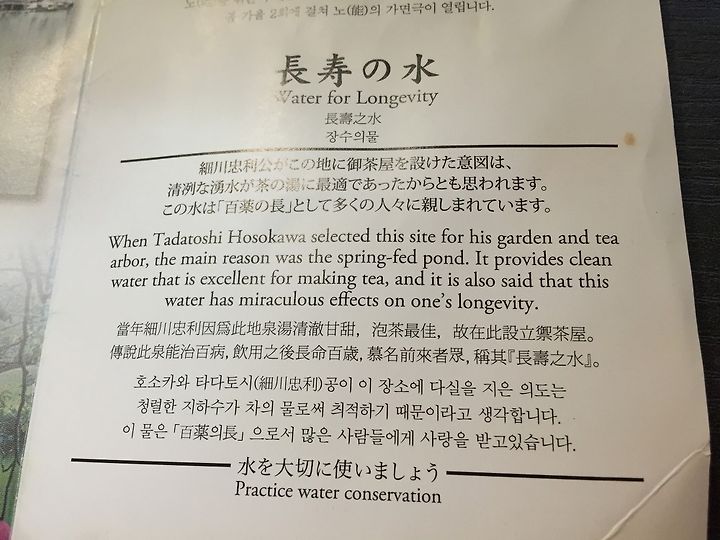 봄 가을 2회에 걸쳐 노(能)의 가면극이 열립니다.
長寿の水
Water for Longevity
長壽之水
장수의물
細川忠利公がこの地に御茶屋を設けた意図は、
清冽な湧水が茶の湯に最適であったからとも思われます。
この水は「百薬の長」として多くの人々に親しまれています。
When Tadatoshi Hosokawa selected this site for his garden and tea
arbor, the main reason was the spring-fed pond. It provides clean
water that is excellent for making tea, and it is also said that this
water has miraculous effects on one's longevity.
當年細川忠利因爲此地泉湯清澈甘甜，泡茶最佳，故在此設立禦茶屋。
傳說此泉能治百病，飲用之後長命百歲，慕名前來者眾，稱其『長壽之水』。
호소카와 타다토시(細川忠利)공이 이 장소에 다실을 지은 의도는
청렬한 지하수가 차의 물로써 최적하기 때문이라고 생각합니다.
이 물은 「百薬의長」으로서 많은 사람들에게 사랑을 받고있습니다.
水を大切に使いましょう
Practice water conservation